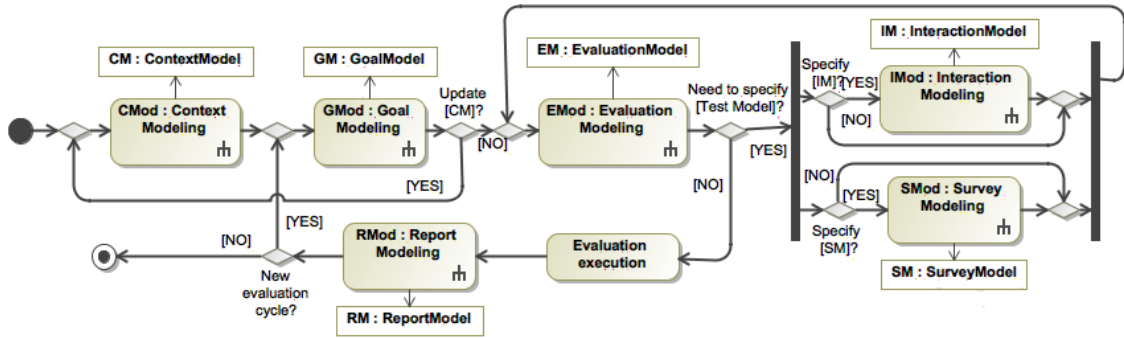 CM : ContextModel
GM : GoalModel
EM : EvaluationModel
IM : InteractionModel
CMod : Context
Modeling
GMod : Goal
Modeling
Update
[CM]?
[NO]
[YES]
EMod : Evaluation
Modeling
Need to specify
[Test Model]?
[YES]
[NO]
Specify
[IM]?
[YES]
[NO]
IMod : Interaction
Modeling
[NO]
[YES]
Specify
[SM]?
SMod : Survey
Modeling
SM : SurveyModel
Evaluation
execution
RMod : Report
Modeling
RM : ReportModel
[YES]
[NO]
New
evaluation
cycle?